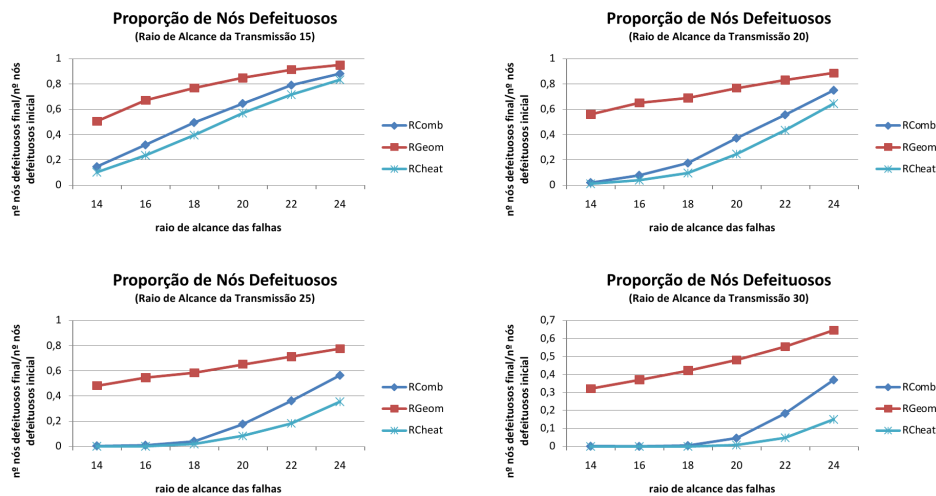 Proporção de Nós Defeituosos
(Raio de Alcance da Transmissão 15)
nº nós defeituosos final/nº nós
defeituosos inicial
1
0,8
0,6
0,4
0,2
0
14 16 18 20 22 24
raio de alcance das falhas
RComb
RGeom
RCheat
Proporção de Nós Defeituosos
(Raio de Alcance da Transmissão 20)
nº nós defeituosos final/nº nós
defeituosos inicial
1
0,8
0,6
0,4
0,2
0
14 16 18 20 22 24
raio de alcance das falhas
RComb
RGeom
RCheat
Proporção de Nós Defeituosos
(Raio de Alcance da Transmissão 25)
nº nós defeituosos final/nº nós
defeituosos inicial
1
0,8
0,6
0,4
0,2
0
14 16 18 20 22 24
raio de alcance das falhas
RComb
RGeom
RCheat
Proporção de Nós Defeituosos
(Raio de Alcance da Transmissão 30)
nº nós defeituosos final/nº nós
defeituosos inicial
0,7
0,6
0,5
0,4
0,3
0,2
0,1
0
14 16 18 20 22 24
raio de alcance das falhas
RComb
RGeom
RCheat